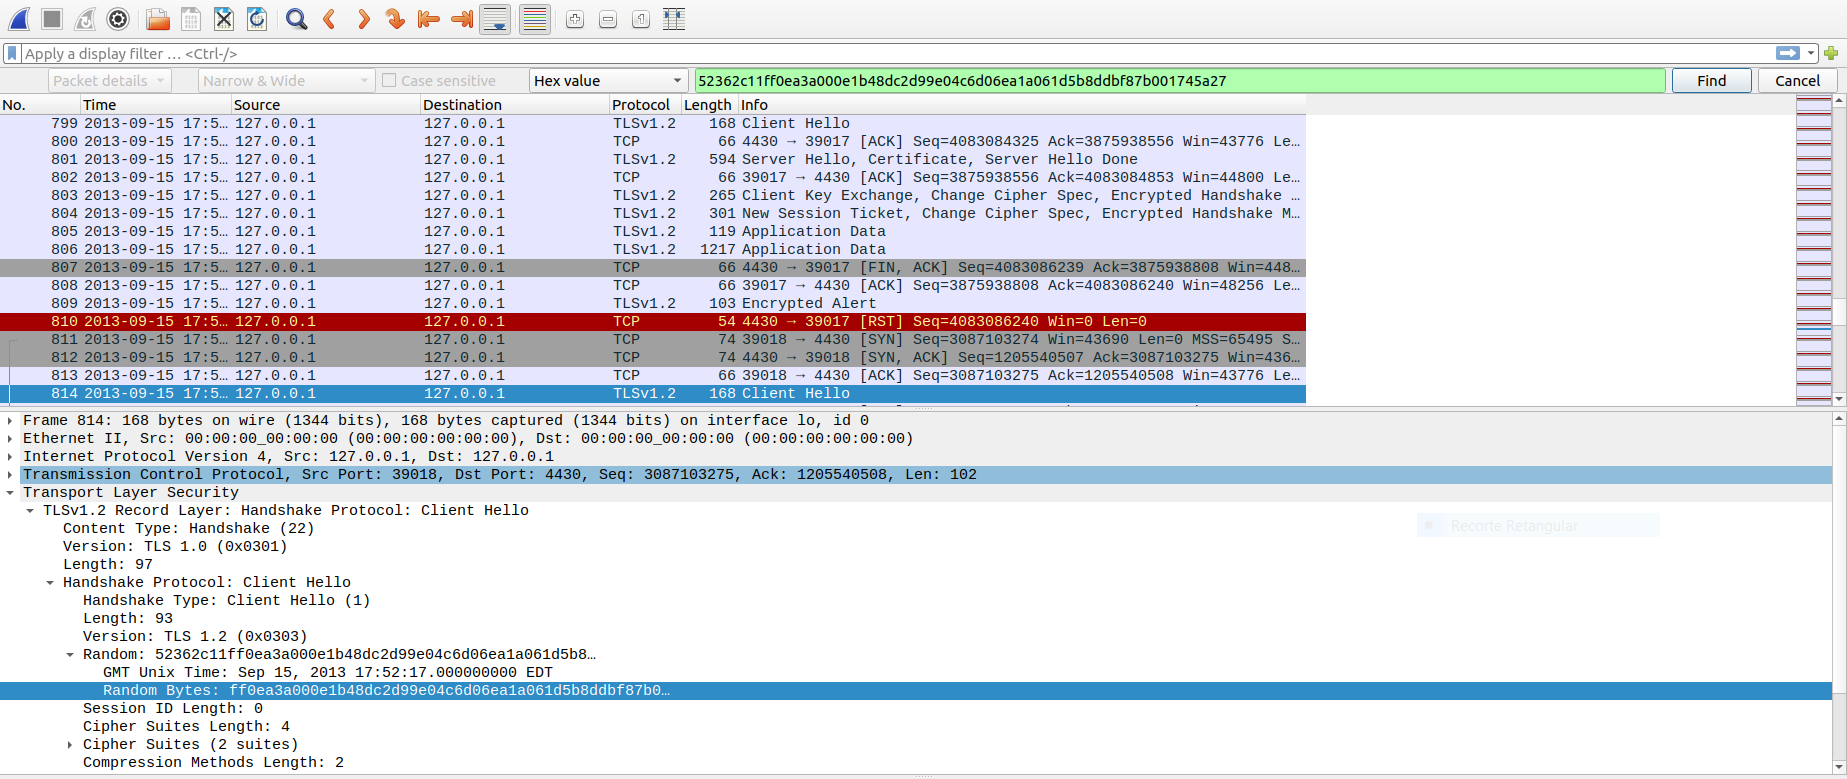 Apply a display filter … <Ctrl-/>
Packet details Narrow & Wide Case sensitive Hex value 52362c11ff0ea3a000e1b48dc2d99e04c6d06ea1a061d5b8ddbf87b001745a27 Find Cancel
No. Time Source Destination Protocol Length Info
799 2013-09-15 17:5… 127.0.0.1 127.0.0.1 TLSv1.2 168 Client Hello
800 2013-09-15 17:5… 127.0.0.1 127.0.0.1 TCP 66 4430 → 39017 [ACK] Seq=4083084325 Ack=3875938556 Win=43776 Le…
801 2013-09-15 17:5… 127.0.0.1 127.0.0.1 TLSv1.2 594 Server Hello, Certificate, Server Hello Done
802 2013-09-15 17:5… 127.0.0.1 127.0.0.1 TCP 66 39017 → 4430 [ACK] Seq=3875938556 Ack=4083084853 Win=44800 Le…
803 2013-09-15 17:5… 127.0.0.1 127.0.0.1 TLSv1.2 265 Client Key Exchange, Change Cipher Spec, Encrypted Handshake …
804 2013-09-15 17:5… 127.0.0.1 127.0.0.1 TLSv1.2 301 New Session Ticket, Change Cipher Spec, Encrypted Handshake M…
805 2013-09-15 17:5… 127.0.0.1 127.0.0.1 TLSv1.2 119 Application Data
806 2013-09-15 17:5… 127.0.0.1 127.0.0.1 TLSv1.2 1217 Application Data
807 2013-09-15 17:5… 127.0.0.1 127.0.0.1 TCP 66 4430 → 39017 [FIN, ACK] Seq=4083086239 Ack=3875938808 Win=448…
808 2013-09-15 17:5… 127.0.0.1 127.0.0.1 TCP 66 39017 → 4430 [ACK] Seq=3875938808 Ack=4083086240 Win=48256 Le…
809 2013-09-15 17:5… 127.0.0.1 127.0.0.1 TLSv1.2 103 Encrypted Alert
810 2013-09-15 17:5… 127.0.0.1 127.0.0.1 TCP 54 4430 → 39017 [RST] Seq=4083086240 Win=0 Len=0
811 2013-09-15 17:5… 127.0.0.1 127.0.0.1 TCP 74 39018 → 4430 [SYN] Seq=3087103274 Win=43690 Len=0 MSS=65495 S…
812 2013-09-15 17:5… 127.0.0.1 127.0.0.1 TCP 74 4430 → 39018 [SYN, ACK] Seq=1205540507 Ack=3087103275 Win=436…
813 2013-09-15 17:5… 127.0.0.1 127.0.0.1 TCP 66 39018 → 4430 [ACK] Seq=3087103275 Ack=1205540508 Win=43776 Le…
814 2013-09-15 17:5… 127.0.0.1 127.0.0.1 TLSv1.2 168 Client Hello
Frame 814: 168 bytes on wire (1344 bits), 168 bytes captured (1344 bits) on interface lo, id 0
Ethernet II, Src: 00:00:00_00:00:00 (00:00:00:00:00:00), Dst: 00:00:00_00:00:00 (00:00:00:00:00:00)
Internet Protocol Version 4, Src: 127.0.0.1, Dst: 127.0.0.1
Transmission Control Protocol, Src Port: 39018, Dst Port: 4430, Seq: 3087103275, Ack: 1205540508, Len: 102
Transport Layer Security
TLSv1.2 Record Layer: Handshake Protocol: Client Hello
Recorte Retangular
Content Type: Handshake (22)
Version: TLS 1.0 (0x0301)
Length: 97
Handshake Protocol: Client Hello
Handshake Type: Client Hello (1)
Length: 93
Version: TLS 1.2 (0x0303)
Random: 52362c11ff0ea3a000e1b48dc2d99e04c6d06ea1a061d5b8…
GMT Unix Time: Sep 15, 2013 17:52:17.000000000 EDT
Random Bytes: ff0ea3a000e1b48dc2d99e04c6d06ea1a061d5b8ddbf87b0…
Session ID Length: 0
Cipher Suites Length: 4
Cipher Suites (2 suites)
Compression Methods Length: 2